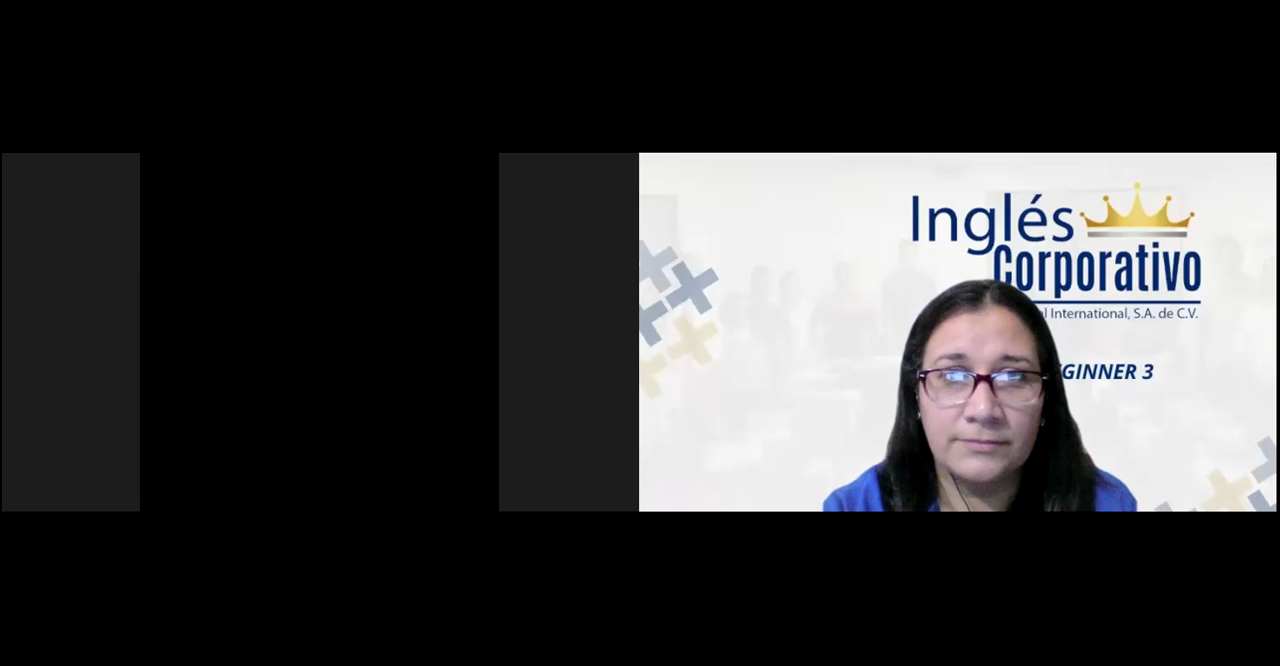 Inglés
Corporativo
International, S.A. de C.V.
GINNER 3